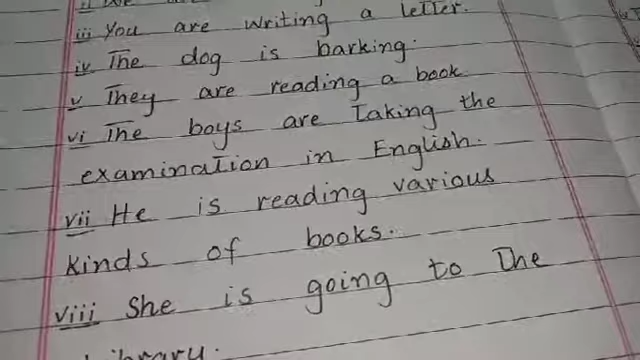 iii You are writing a letter.
iv The dog is barking.
v They are reading a book
vi The boys are Taking the
examination in English.
vii He is reading various
kinds of books.
viii She is going to The
Library.